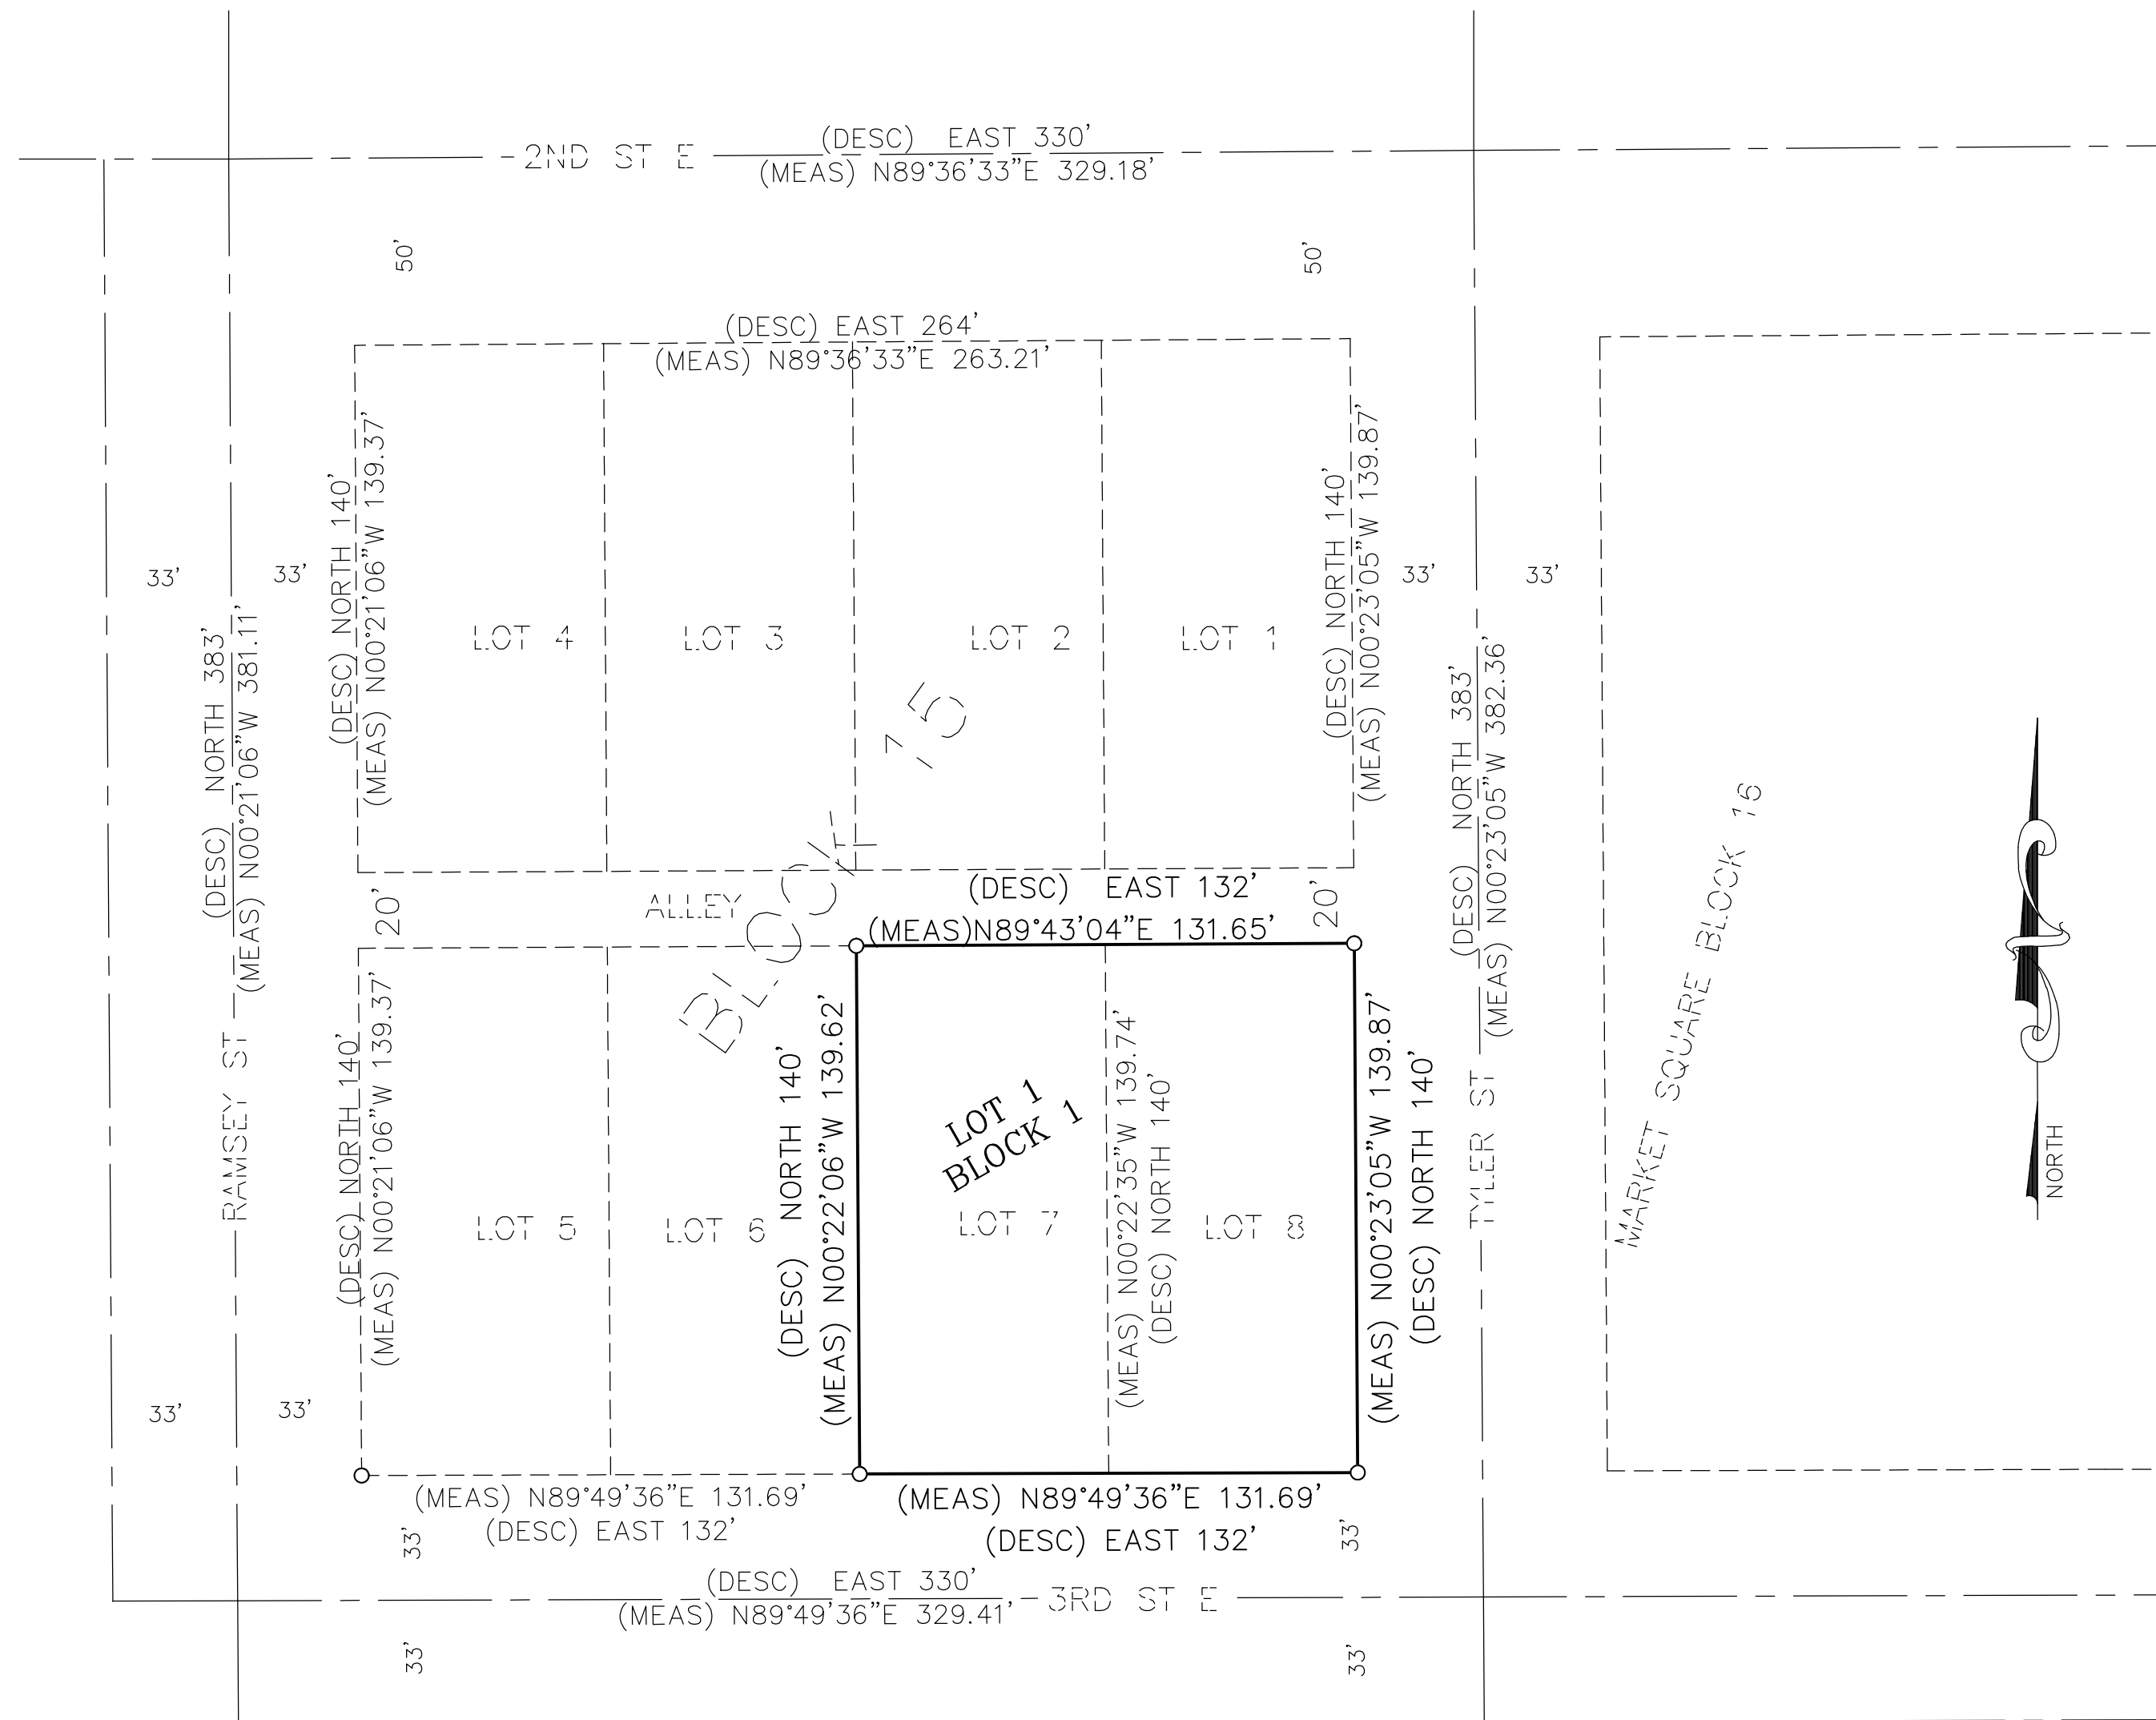 (DESC) EAST 330'
2ND ST E
(MEAS) N89°36'33"E 329.18'
50'
50'
(DESC) EAST 264'
(MEAS) N89°36'33"E 263.21'
(DESC) NORTH 140'
(MEAS) N00°21'06"W 139.37'
(DESC) NORTH 140'
(MEAS) N00°23'05"W 139.87'
33'
33'
33'
33'
LOT 4
LOT 3
LOT 2
LOT 1
(DESC) NORTH 383'
(MEAS) N00°21'06"W 381.11'
(DESC) NORTH 383'
(MEAS) N00°23'05"W 382.36'
BLOCK 15
MARKET SQUARE BLOCK 16
20'
ALLEY
(DESC) EAST 132'
20'
(MEAS)N89°43'04"E 131.65'
RAMSEY ST
(DESC) NORTH 140'
(MEAS) N00°21'06"W 139.37'
(DESC) NORTH 140'
(MEAS) N00°22'06"W 139.62'
LOT 1
BLOCK 1
(MEAS) N00°22'35"W 139.74'
(DESC) NORTH 140'
(MEAS) N00°23'05"W 139.87'
(DESC) NORTH 140'
TYLER ST
NORTH
LOT 5
LOT 6
LOT 7
LOT 8
33'
33'
(MEAS) N89°49'36"E 131.69'
(DESC) EAST 132'
(MEAS) N89°49'36"E 131.69'
(DESC) EAST 132'
33'
33'
(DESC) EAST 330'
(MEAS) N89°49'36"E 329.41'
3RD ST E
33'
33'